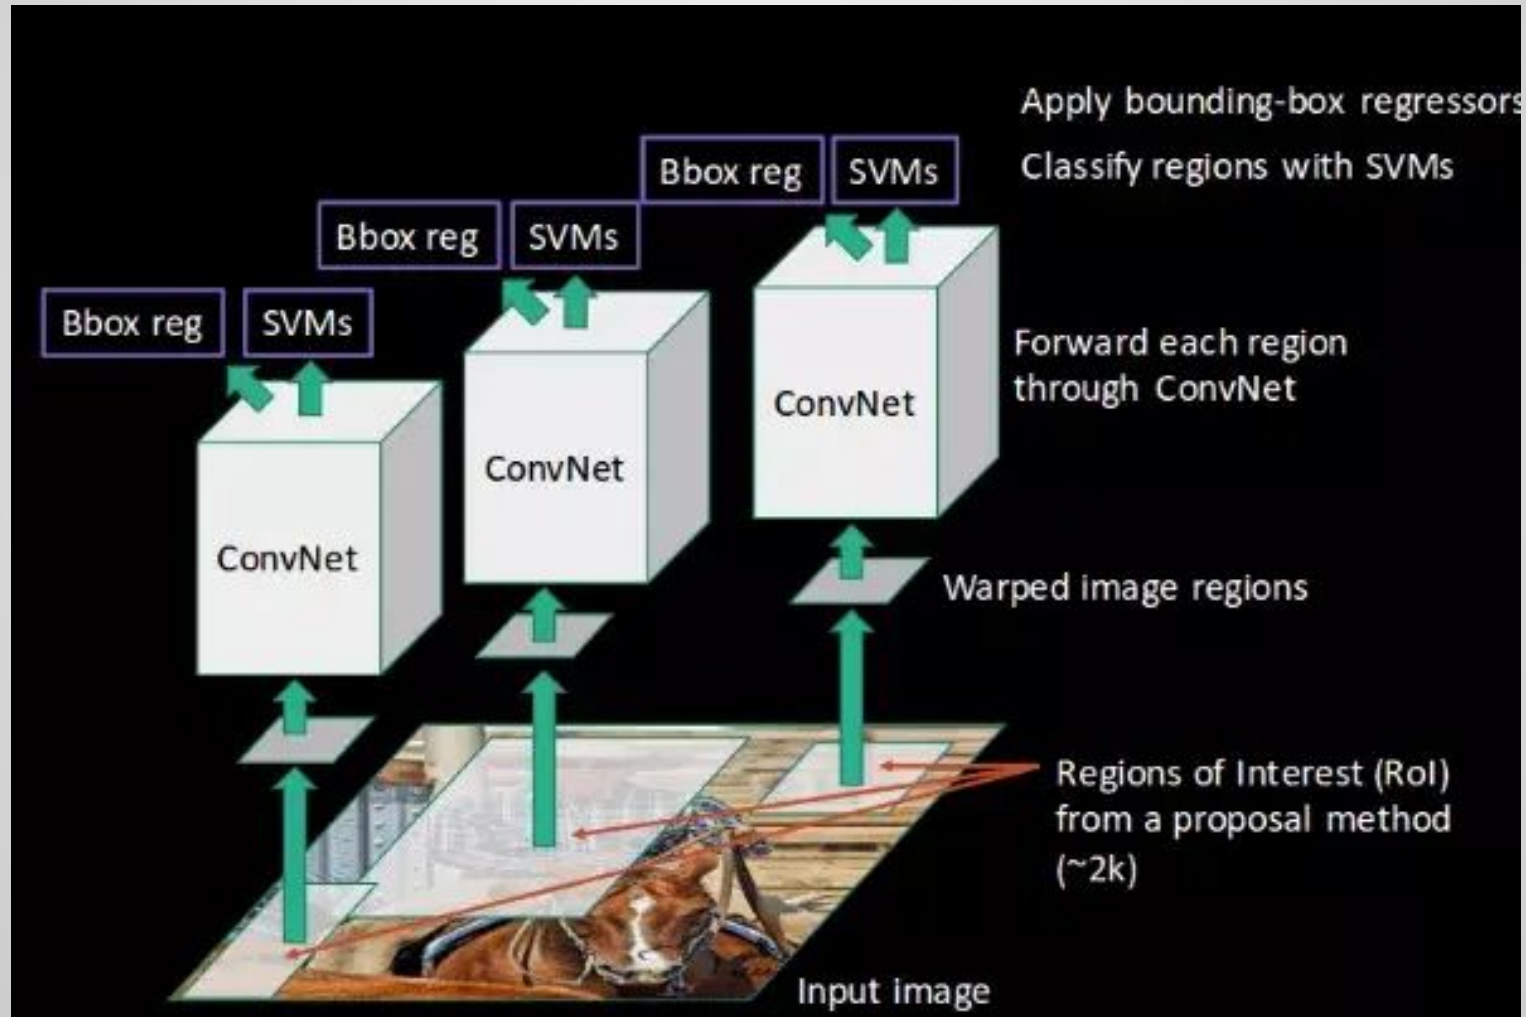 Apply bounding-box regressors
Bbox reg SVMs
Classify regions with SVMs
Bbox reg SVMs
Bbox reg SVMs
Forward each region
through ConvNet
ConvNet
ConvNet
ConvNet
Warped image regions
Regions of Interest (RoI)
from a proposal method
(~2k)
Input image